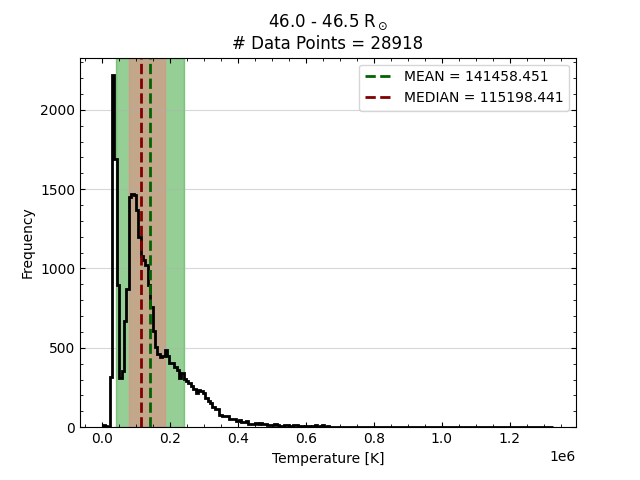 46.0 - 46.5 R⊙
# Data Points = 28918
MEAN = 141458.451
MEDIAN = 115198.441
Frequency
2000
1500
1000
500
0
0.0 0.2 0.4 0.6 0.8 1.0 1.2
1e6
Temperature [K]